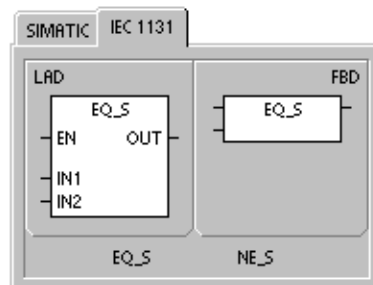 SIMATIC IEC 1131
LAD FBD
EQ_S EQ_S
EN OUT
IN1
IN2
EQ_S NE_S